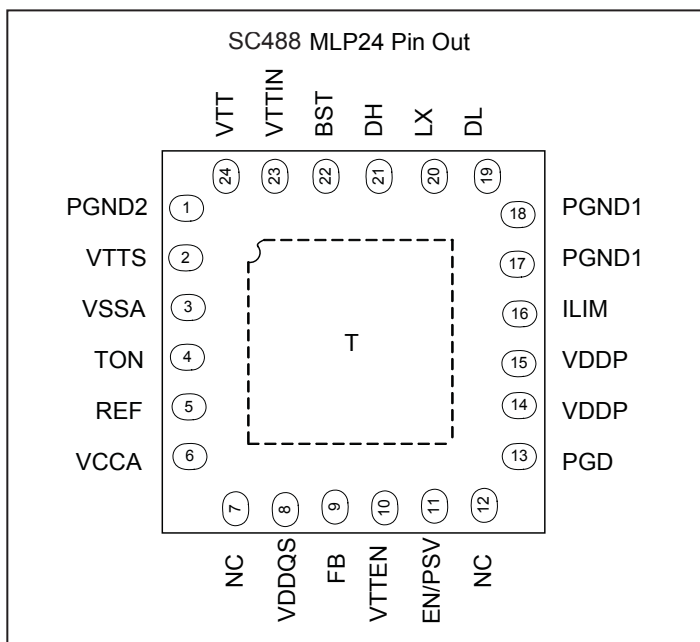 SC488 MLP24 Pin Out
VTT
VTTIN
BST
DH
LX
DL
24
23
22
21
20
19
PGND2
1
18
PGND1
VTTS
2
17
PGND1
VSSA
3
16
ILIM
TON
4
T
15
VDDP
REF
5
14
VDDP
VCCA
6
13
PGD
7
8
9
10
11
12
NC
VDDQS
FB
VTTEN
EN/PSV
NC